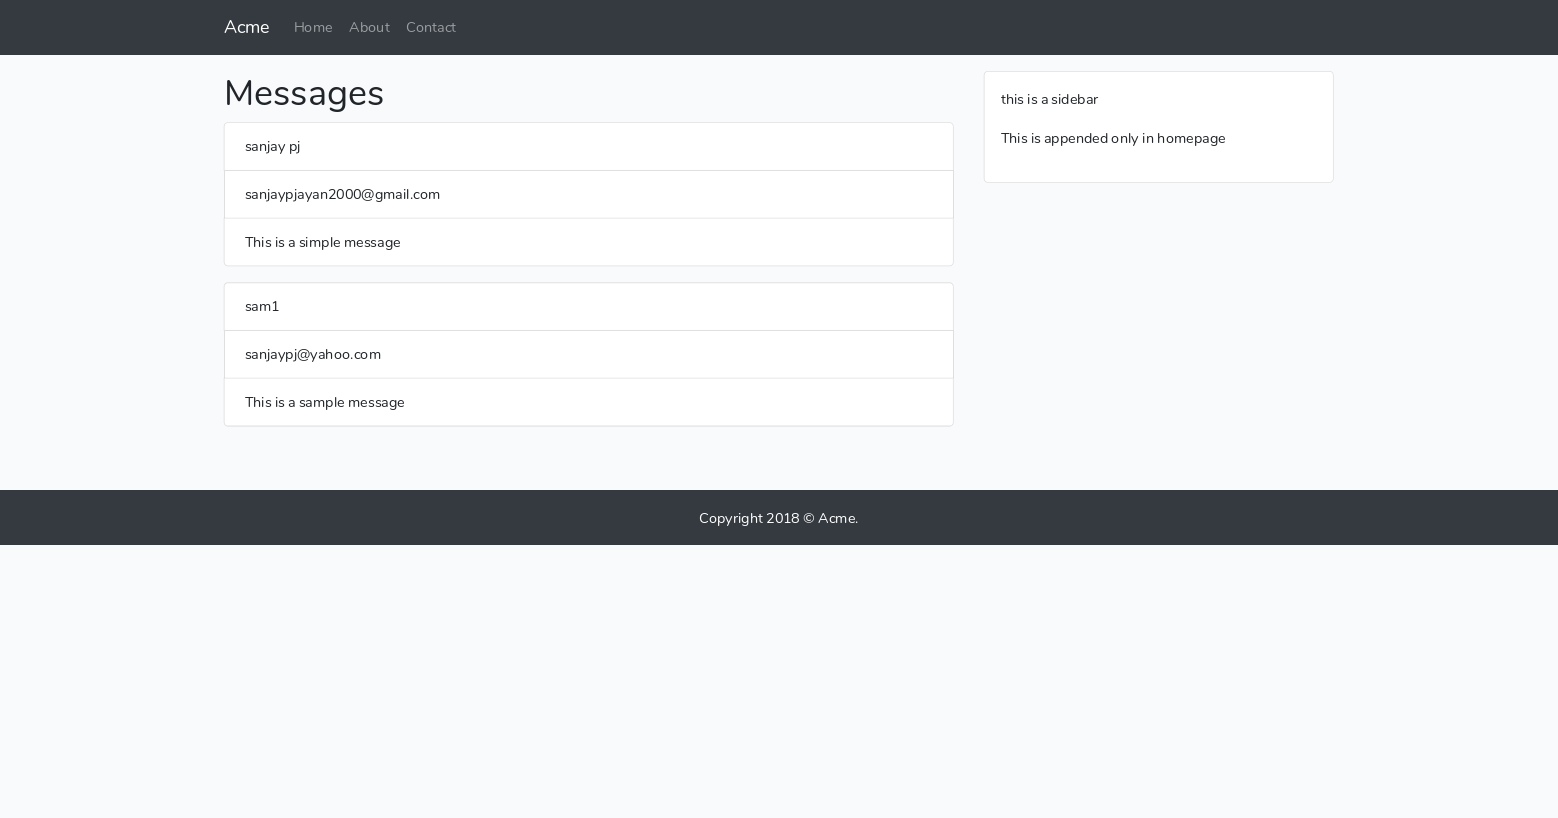 Acme Home About Contact
Messages
sanjay pj
sanjaypjayan2000@gmail.com
This is a simple message
sam1
sanjaypj@yahoo.com
This is a sample message
this is a sidebar
This is appended only in homepage
Copyright 2018 © Acme.